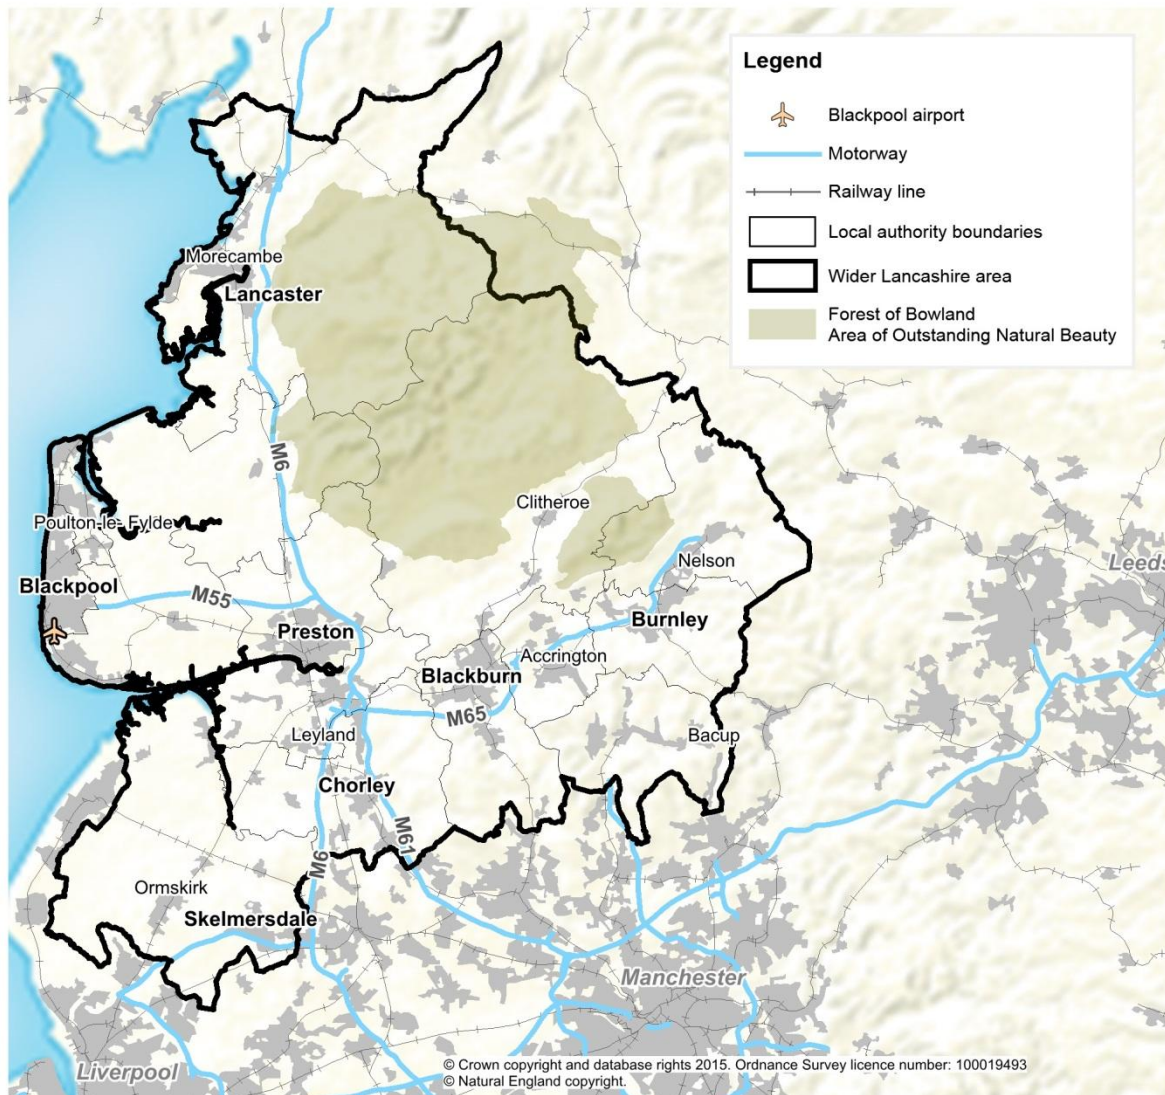 Legend
Blackpool airport
Motorway
Railway line
Local authority boundaries
Wider Lancashire area
Forest of Bowland
Area of Outstanding Natural Beauty
Morecambe
Lancaster
M6
Clitheroe
Poulton-le- Fylde
Nelson
Leeds
Blackpool
M55
Preston
Burnley
Accrington
Blackburn
M65
Leyland
Bacup
Chorley
M61
M6
Ormskirk
Skelmersdale
Manchester
Liverpool
© Crown copyright and database rights 2015. Ordnance Survey licence number: 100019493
© Natural England copyright.